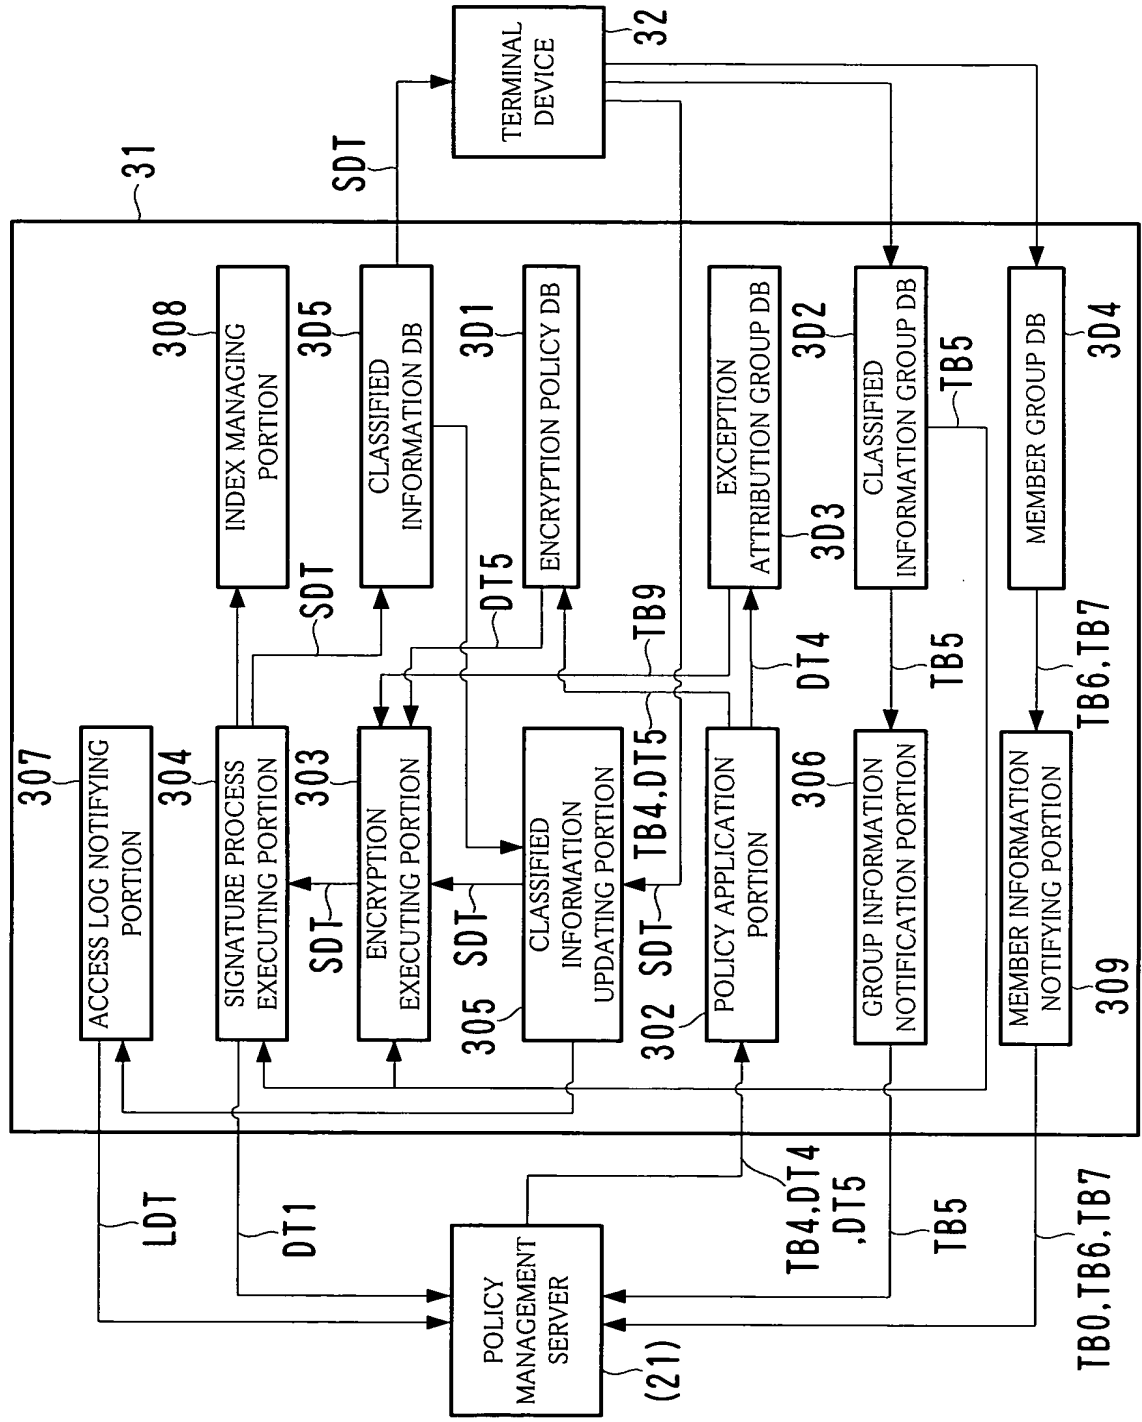 31
POLICY
MANAGEMENT
SERVER
(21)
LDT
DT1
TB4,DT4
,DT5
TB5
TB0,TB6,TB7
307
ACCESS LOG NOTIFYING
PORTION
304
SIGNATURE PROCESS
EXECUTING PORTION
SDT
303
ENCRYPTION
EXECUTING PORTION
SDT
305
CLASSIFIED
INFORMATION
UPDATING PORTION
SDT
302
POLICY APPLICATION
PORTION
306
GROUP INFORMATION
NOTIFICATION PORTION
309
MEMBER INFORMATION
NOTIFYING PORTION
SDT
DT5
TB9
TB4,DT5
DT4
TB5
TB6,TB7
308
INDEX MANAGING
PORTION
3D5
CLASSIFIED
INFORMATION DB
3D1
ENCRYPTION POLICY DB
3D3
EXCEPTION
ATTRIBUTION GROUP DB
3D2
CLASSIFIED
INFORMATION GROUP DB
TB5
3D4
MEMBER GROUP DB
SDT
TERMINAL
DEVICE
32